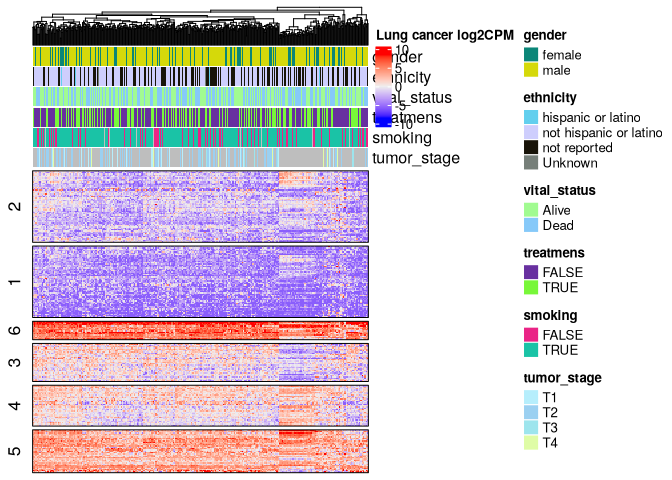 Lung cancer log2CPM
10
5
0
-5
-10
gender
ethnicity
vital_status
treatmens
smoking
tumor_stage
2
1
6
3
4
5
gender
female
male
ethnicity
hispanic or latino
not hispanic or latino
not reported
Unknown
vital_status
Alive
Dead
treatmens
FALSE
TRUE
smoking
FALSE
TRUE
tumor_stage
T1
T2
T3
T4